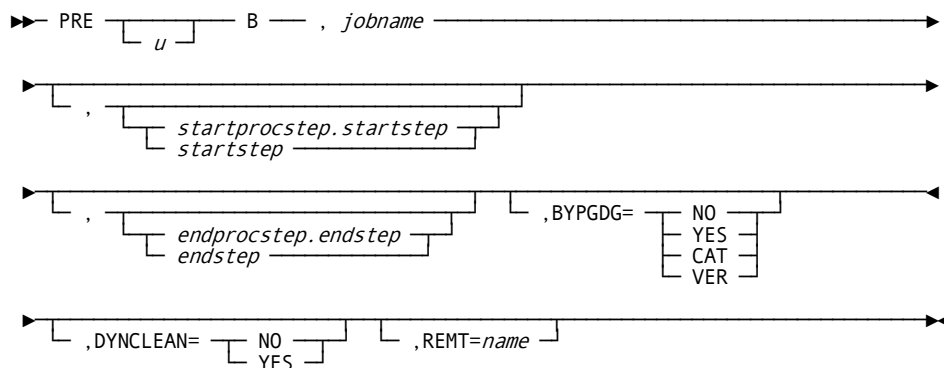 PRE B , jobname
u
,
startprocstep.startstep
startstep
, ,BYPGDG= NO
endprocstep.endstep YES
endstep CAT
VER
,DYNCLEAN= NO ,REMT=name
YES